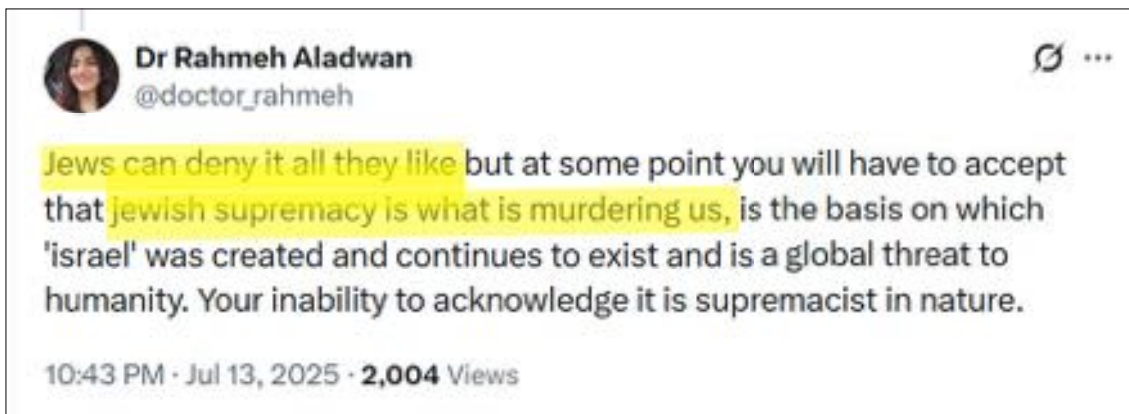 Dr Rahmeh Aladwan
@doctor_rahmeh
Jews can deny it all they like but at some point you will have to accept
that jewish supremacy is what is murdering us, is the basis on which
'israel' was created and continues to exist and is a global threat to
humanity. Your inability to acknowledge it is supremacist in nature.
10:43 PM · Jul 13, 2025 · 2,004 Views